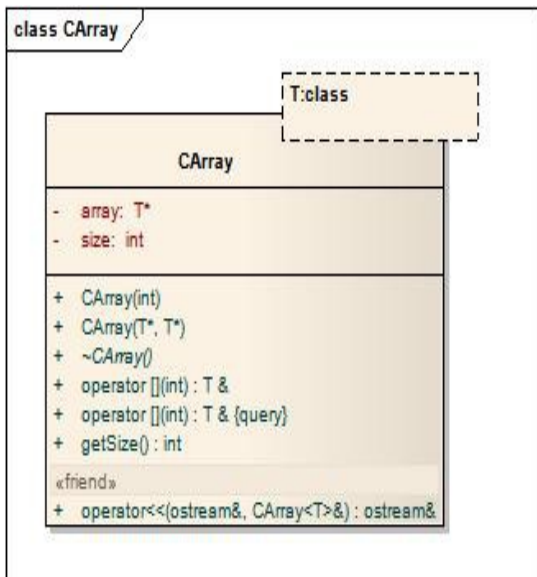 class CArray
T:class
CArray
- array: T*
- size: int
+ CArray(int)
+ CArray(T*, T*)
+ ~CArray()
+ operator [](int) : T &
+ operator [](int) : T & {query}
+ getSize() : int
«friend»
+ operator<<(ostream&, CArray<T>&) : ostream&